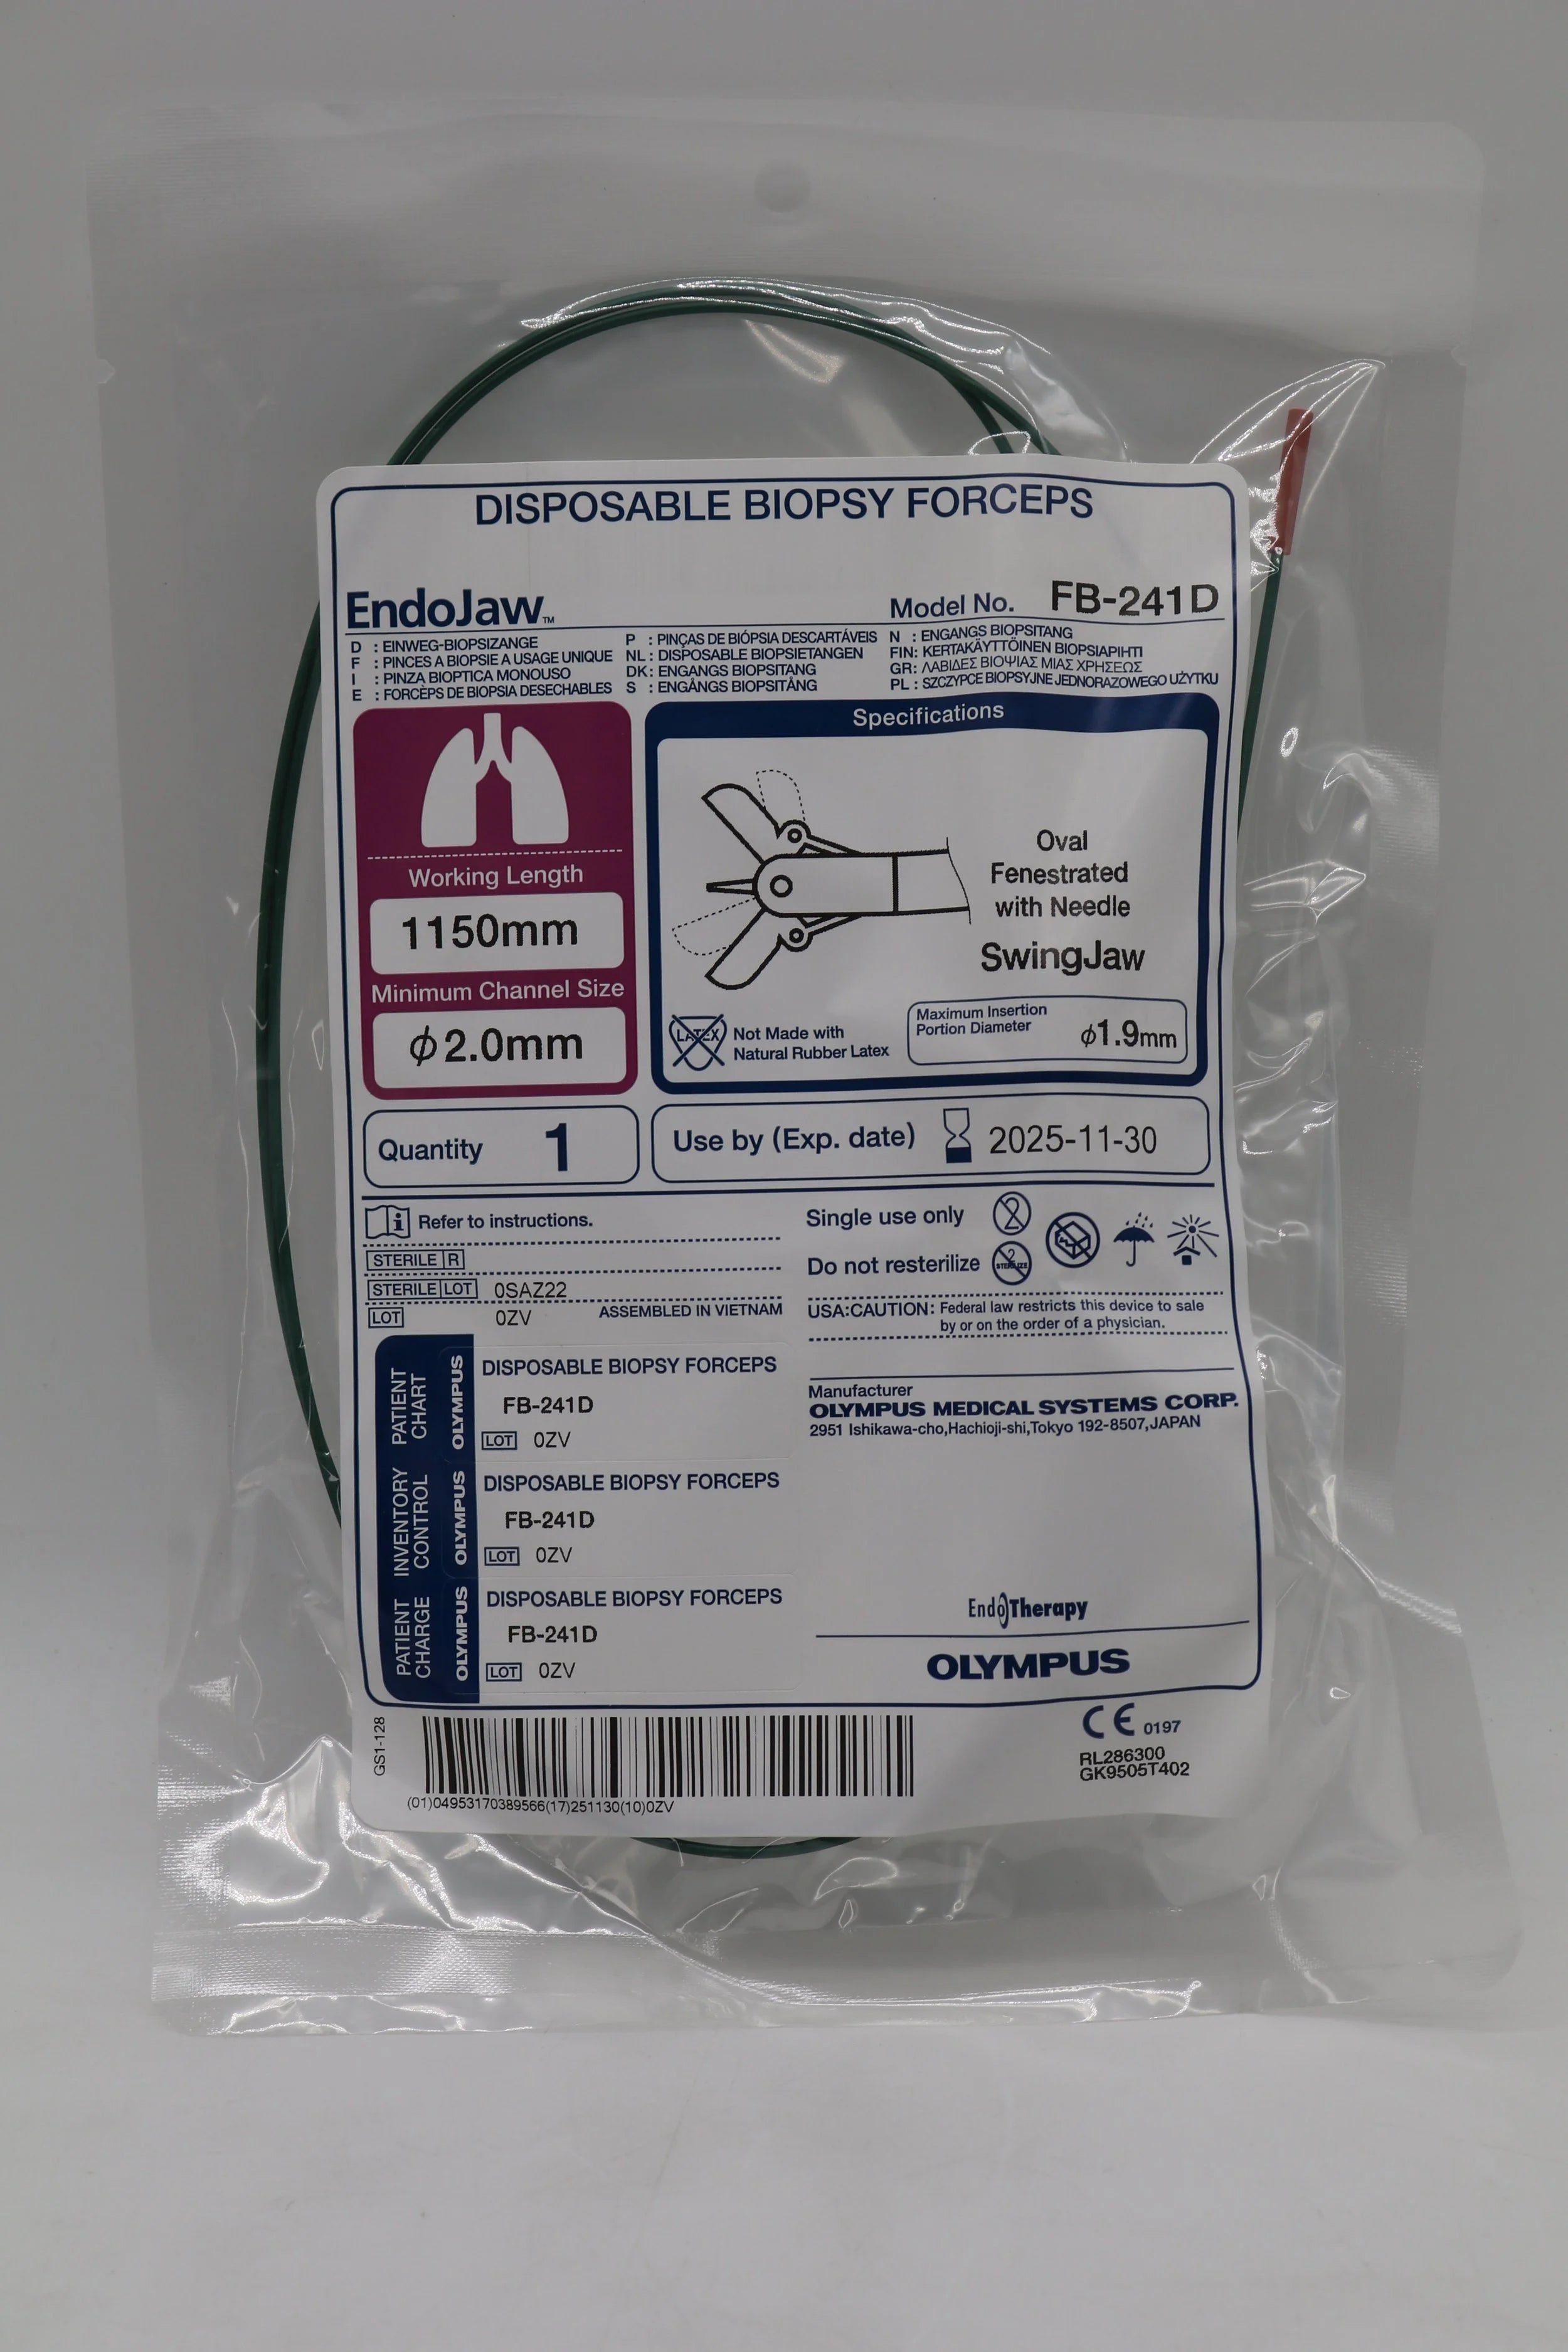 DISPOSABLE BIOPSY FORCEPS
EndoJaw™
Model No. FB-241D
D : EINWEG-BIOPSIZANGE
F : PINCES A BIOPSIE A USAGE UNIQUE
I : PINZA BIOPTICA MONOUSO
E : FORCÈPS DE BIOPSIA DESECHABLES
P : PINÇAS DE BIÓPSIA DESCARTÁVEIS
NL : DISPOSABLE BIOPSIETANGEN
DK: ENGANGS BIOPSITANG
S : ENGÅNGS BIOPSITÅNG
N : ENGANGS BIOPSITANG
FIN: KERTAKÄYTTÖINEN BIOPSIAPIHTI
GR: ΛΑΒΙΔΕΣ ΒΙΟΨΙΑΣ ΜΙΑΣ ΧΡΗΣΕΩΣ
PL : SZCZYPCE BIOPSYJNE JEDNORAZOWEGO UŻYTKU
Working Length
1150mm
Minimum Channel Size
φ2.0mm
Specifications
Oval
Fenestrated
with Needle
SwingJaw
LATEX
Not Made with
Natural Rubber Latex
Maximum Insertion
Portion Diameter
φ1.9mm
Quantity 1
Use by (Exp. date) 2025-11-30
i Refer to instructions.
STERILE R
STERILE LOT 0SAZ22
LOT 0ZV ASSEMBLED IN VIETNAM
Single use only 2
Do not resterilize 2 STERILIZE
USA:CAUTION: Federal law restricts this device to sale
by or on the order of a physician.
PATIENT CHART
OLYMPUS
DISPOSABLE BIOPSY FORCEPS
FB-241D
LOT 0ZV
INVENTORY CONTROL
OLYMPUS
DISPOSABLE BIOPSY FORCEPS
FB-241D
LOT 0ZV
PATIENT CHARGE
OLYMPUS
DISPOSABLE BIOPSY FORCEPS
FB-241D
LOT 0ZV
Manufacturer
OLYMPUS MEDICAL SYSTEMS CORP.
2951 Ishikawa-cho,Hachioji-shi,Tokyo 192-8507,JAPAN
EndoTherapy
OLYMPUS
GS1-128
(01)04953170389566(17)251130(10)0ZV
CE 0197
RL286300
GK9505T402